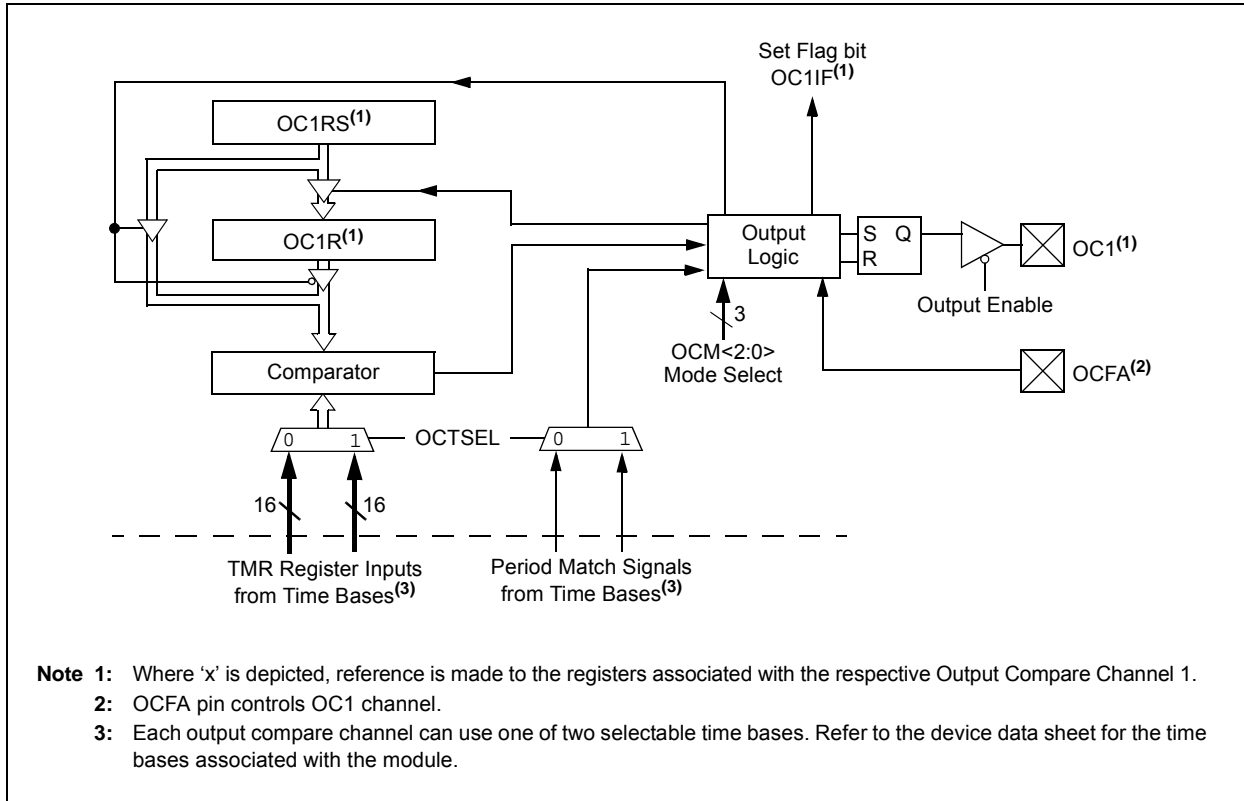 Set Flag bit
OC1IF(1)
OC1RS(1)
OC1R(1)
Output
Logic
S Q
R
OC1(1)
Output Enable
3
OCM<2:0>
Mode Select
OCFA(2)
Comparator
0 1
OCTSEL
0 1
16
16
TMR Register Inputs
from Time Bases(3)
Period Match Signals
from Time Bases(3)
Note 1: Where ‘x’ is depicted, reference is made to the registers associated with the respective Output Compare Channel 1.
2: OCFA pin controls OC1 channel.
3: Each output compare channel can use one of two selectable time bases. Refer to the device data sheet for the time
bases associated with the module.